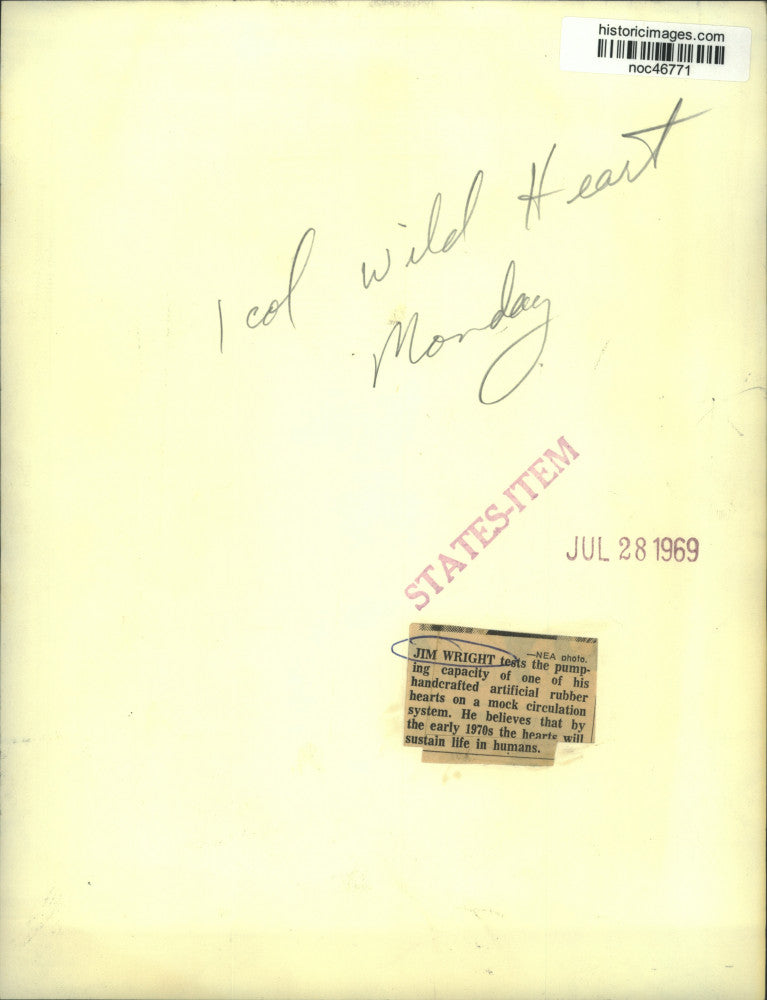 historicimages.com
noc46771
1 col wild Heart
Monday
STATES-ITEM
JUL 28 1969
—NEA photo.
JIM WRIGHT tests the pump-
ing capacity of one of his
handcrafted artificial rubber
hearts on a mock circulation
system. He believes that by
the early 1970s the hearts will
sustain life in humans.